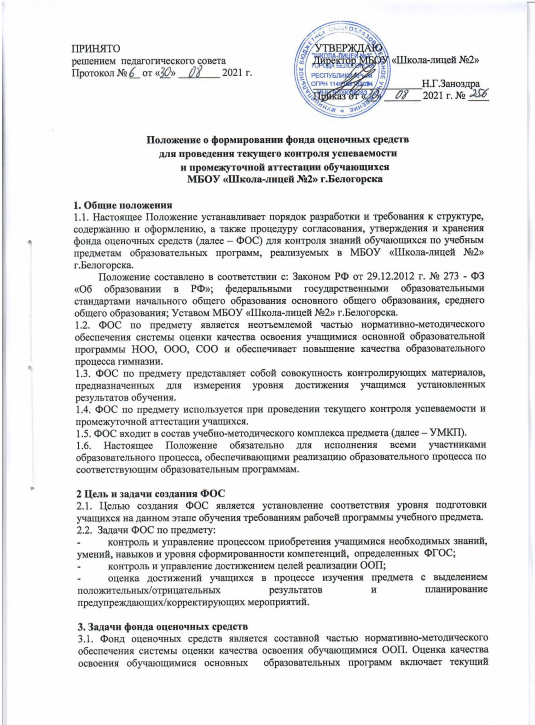 ПРИНЯТО
решением педагогического совета
Протокол № 6 от «30» 08 2021 г.
УТВЕРЖДАЮ
Директор МБОУ «Школа-лицей №2»
Н.Г.Заноздра
Приказ от «30» 08 2021 г. № 256
Положение о формировании фонда оценочных средств
для проведения текущего контроля успеваемости
и промежуточной аттестации обучающихся
МБОУ «Школа-лицей №2» г.Белогорска
1. Общие положения
1.1. Настоящее Положение устанавливает порядок разработки и требования к структуре,
содержанию и оформлению, а также процедуру согласования, утверждения и хранения
фонда оценочных средств (далее – ФОС) для контроля знаний обучающихся по учебным
предметам образовательных программ, реализуемых в МБОУ «Школа-лицей №2»
г.Белогорска.
Положение составлено в соответствии с: Законом РФ от 29.12.2012 г. № 273 - ФЗ
«Об образовании в РФ»; федеральными государственными образовательными
стандартами начального общего образования основного общего образования, среднего
общего образования; Уставом МБОУ «Школа-лицей №2» г.Белогорска.
1.2. ФОС по предмету является неотъемлемой частью нормативно-методического
обеспечения системы оценки качества освоения учащимися основной образовательной
программы НОО, ООО, СОО и обеспечивает повышение качества образовательного
процесса гимназии.
1.3. ФОС по предмету представляет собой совокупность контролирующих материалов,
предназначенных для измерения уровня достижения учащимся установленных
результатов обучения.
1.4. ФОС по предмету используется при проведении текущего контроля успеваемости и
промежуточной аттестации учащихся.
1.5. ФОС входит в состав учебно-методического комплекса предмета (далее – УМКП).
1.6. Настоящее Положение обязательно для исполнения всеми участниками
образовательного процесса, обеспечивающими реализацию образовательного процесса по
соответствующим образовательным программам.
2 Цель и задачи создания ФОС
2.1. Целью создания ФОС является установление соответствия уровня подготовки
учащихся на данном этапе обучения требованиям рабочей программы учебного предмета.
2.2. Задачи ФОС по предмету:
- контроль и управление процессом приобретения учащимися необходимых знаний,
умений, навыков и уровня сформированности компетенций, определенных ФГОС;
- контроль и управление достижением целей реализации ООП;
- оценка достижений учащихся в процессе изучения предмета с выделением
положительных/отрицательных результатов и планирование
предупреждающих/корректирующих мероприятий.
3. Задачи фонда оценочных средств
3.1. Фонд оценочных средств является составной частью нормативно-методического
обеспечения системы оценки качества освоения обучающимися ООП. Оценка качества
освоения обучающимися основных образовательных программ включает текущий